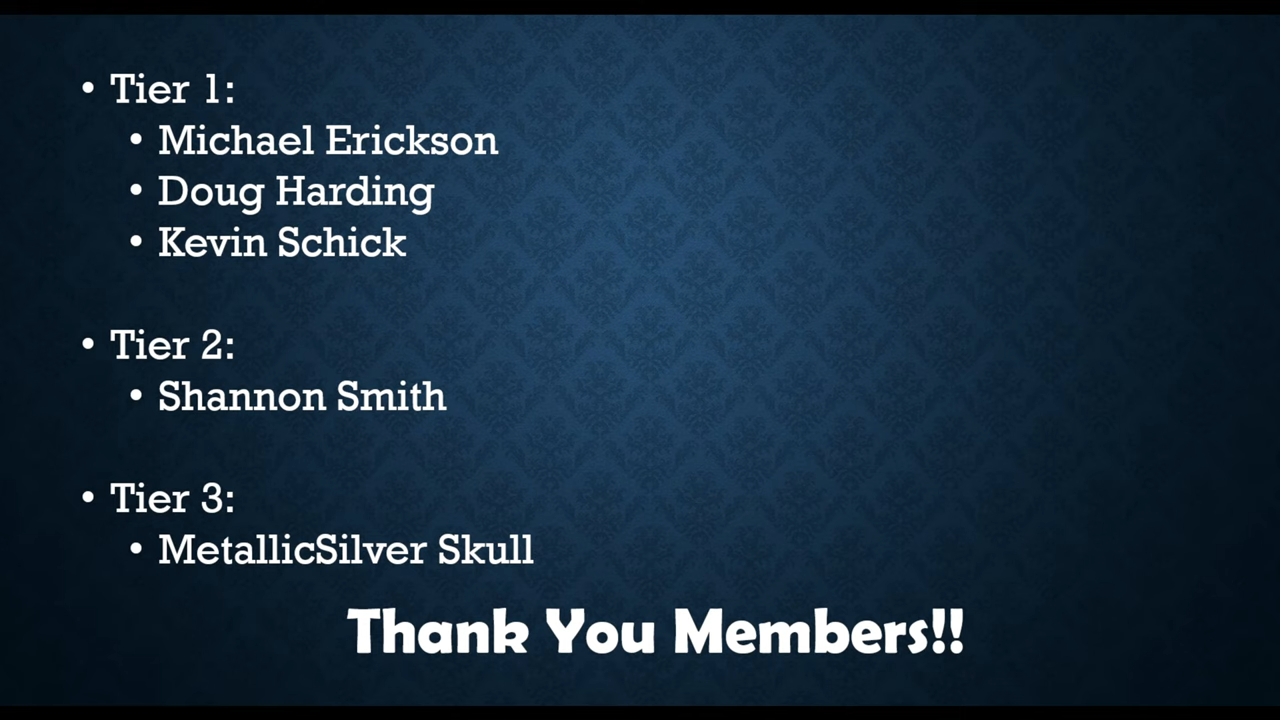 • Tier 1:
• Michael Erickson
• Doug Harding
• Kevin Schick
• Tier 2:
• Shannon Smith
• Tier 3:
• MetallicSilver Skull
Thank You Members!!